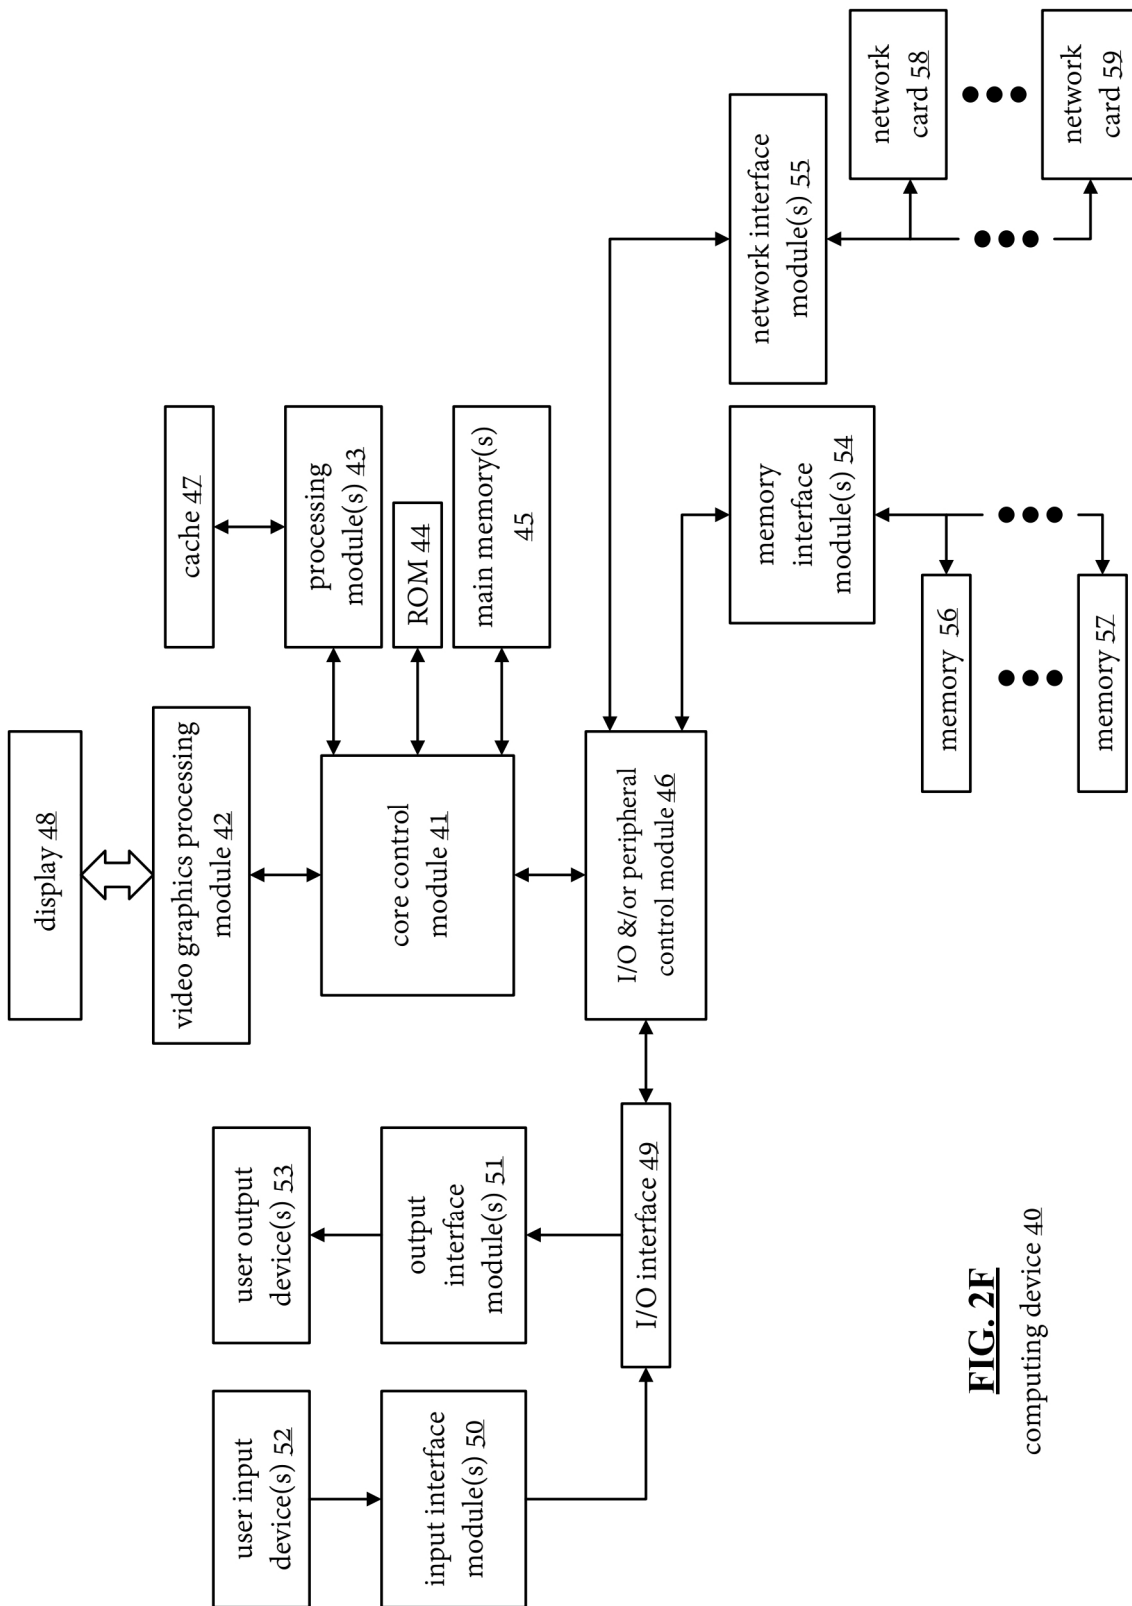 display 48
video graphics processing
module 42
cache 47
user output
device(s) 53
user input
device(s) 52
processing
module(s) 43
core control
module 41
ROM 44
output
interface
module(s) 51
input interface
module(s) 50
main memory(s)
45
I/O &/or peripheral
control module 46
I/O interface 49
network interface
module(s) 55
memory
interface
module(s) 54
network
card 58
memory 56
network
card 59
memory 57
FIG. 2F
computing device 40